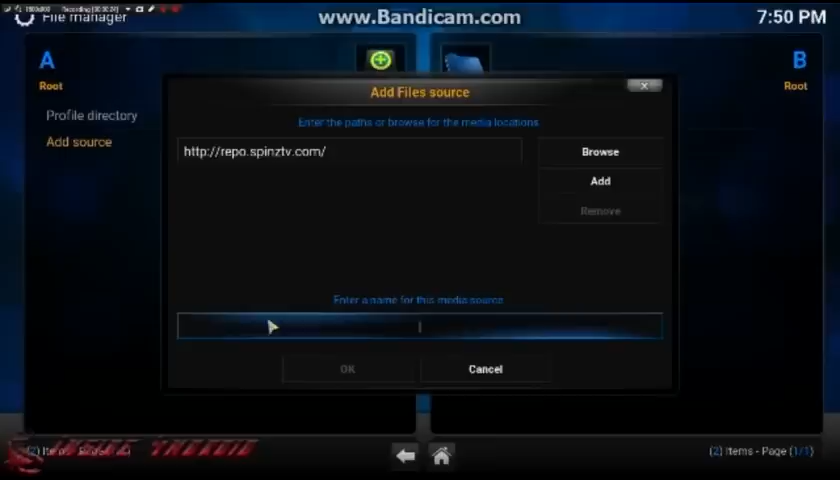 www.Bandicam.com
File manager
7:50 PM
A
Root
B
Root
Profile directory
Add source
Add Files source
Enter the paths or browse for the media locations.
http://repo.spinztv.com/
Browse
Add
Remove
Enter a name for this media source.
OK
Cancel
(2) Items - Page (1/1)